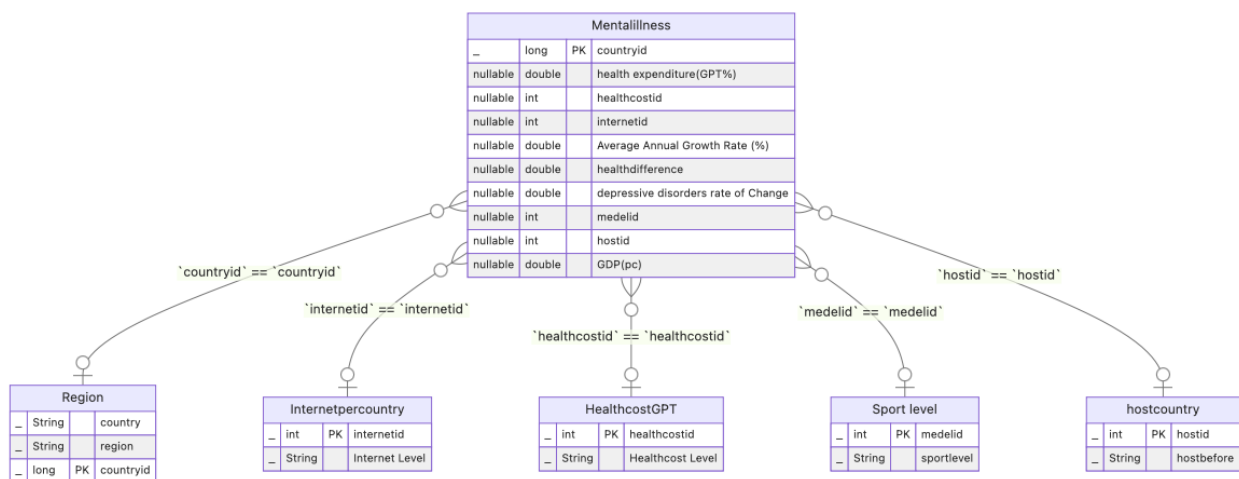 Mentalillness
_ long PK countryid
nullable double health expenditure(GPT%)
nullable int healthcostid
nullable int internetid
nullable double Average Annual Growth Rate (%)
nullable double healthdifference
nullable double depressive disorders rate of Change
nullable int medelid
nullable int hostid
nullable double GDP(pc)
`countryid` == `countryid`
`internetid` == `internetid`
`healthcostid` == `healthcostid`
`medelid` == `medelid`
`hostid` == `hostid`
Region
_ String country
_ String region
_ long PK countryid
Internetpercountry
_ int PK internetid
_ String Internet Level
HealthcostGPT
_ int PK healthcostid
_ String Healthcost Level
Sport level
_ int PK medelid
_ String sportlevel
hostcountry
_ int PK hostid
_ String hostbefore